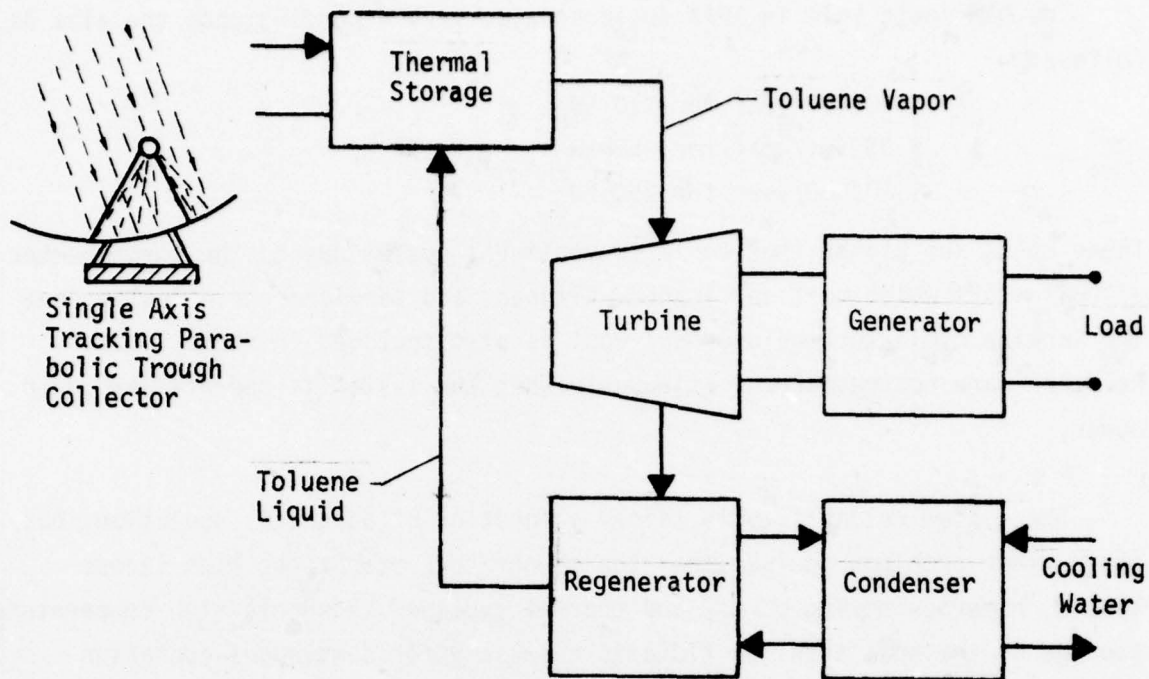 Thermal
Storage
Toluene Vapor
Single Axis
Tracking Para-
bolic Trough
Collector
Turbine
Generator
Load
Toluene
Liquid
Regenerator
Condenser
Cooling
Water